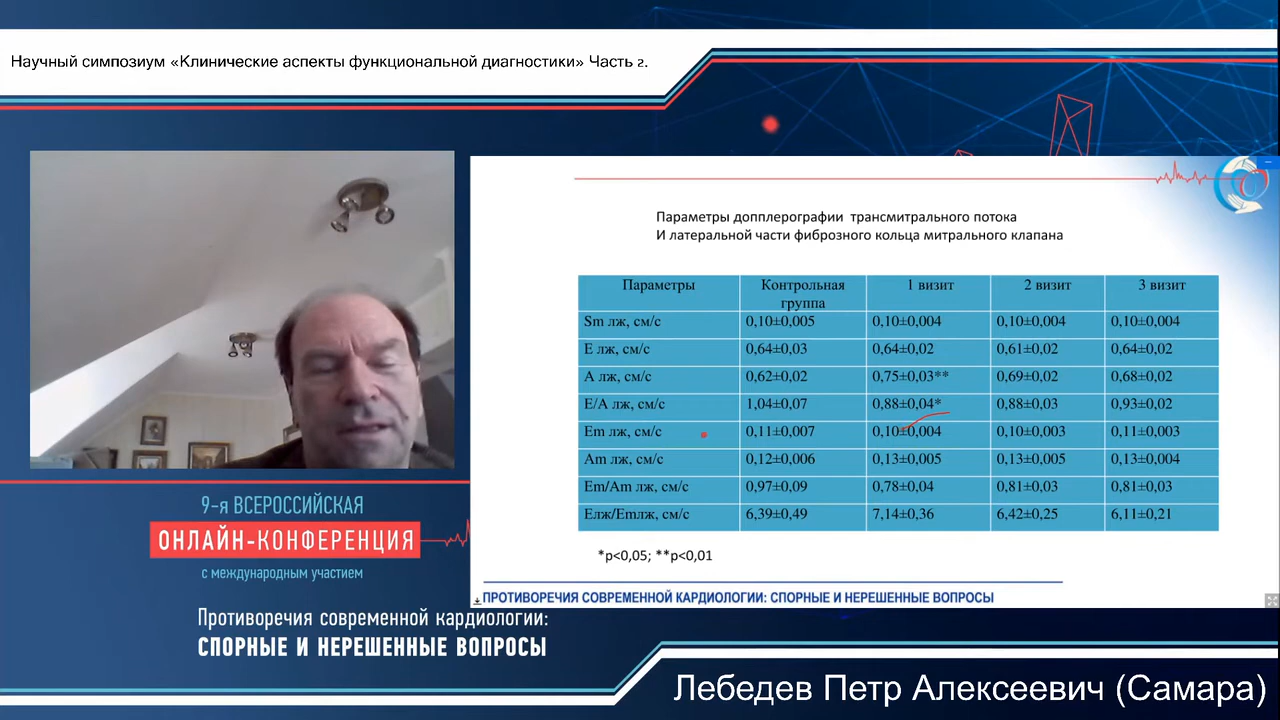 Научный симпозиум «Клинические аспекты функциональной диагностики» Часть 2.
Параметры допплерографии трансмитрального потока
И латеральной части фиброзного кольца митрального клапана
Параметры Контрольная группа 1 визит 2 визит 3 визит
Sm лж, см/с 0,10±0,005 0,10±0,004 0,10±0,004 0,10±0,004
E лж, см/с 0,64±0,03 0,64±0,02 0,61±0,02 0,64±0,02
A лж, см/с 0,62±0,02 0,75±0,03** 0,69±0,02 0,68±0,02
E/A лж, см/с 1,04±0,07 0,88±0,04* 0,88±0,03 0,93±0,02
Em лж, см/с 0,11±0,007 0,10±0,004 0,10±0,003 0,11±0,003
Am лж, см/с 0,12±0,006 0,13±0,005 0,13±0,005 0,13±0,004
Em/Am лж, см/с 0,97±0,09 0,78±0,04 0,81±0,03 0,81±0,03
Eлж/Emлж, см/с 6,39±0,49 7,14±0,36 6,42±0,25 6,11±0,21
*p<0,05; **p<0,01
ПРОТИВОРЕЧИЯ СОВРЕМЕННОЙ КАРДИОЛОГИИ: СПОРНЫЕ И НЕРЕШЕННЫЕ ВОПРОСЫ
9-я ВСЕРОССИЙСКАЯ
ОНЛАЙН-КОНФЕРЕНЦИЯ
с международным участием
Противоречия современной кардиологии:
СПОРНЫЕ И НЕРЕШЕННЫЕ ВОПРОСЫ
Лебедев Петр Алексеевич (Самара)